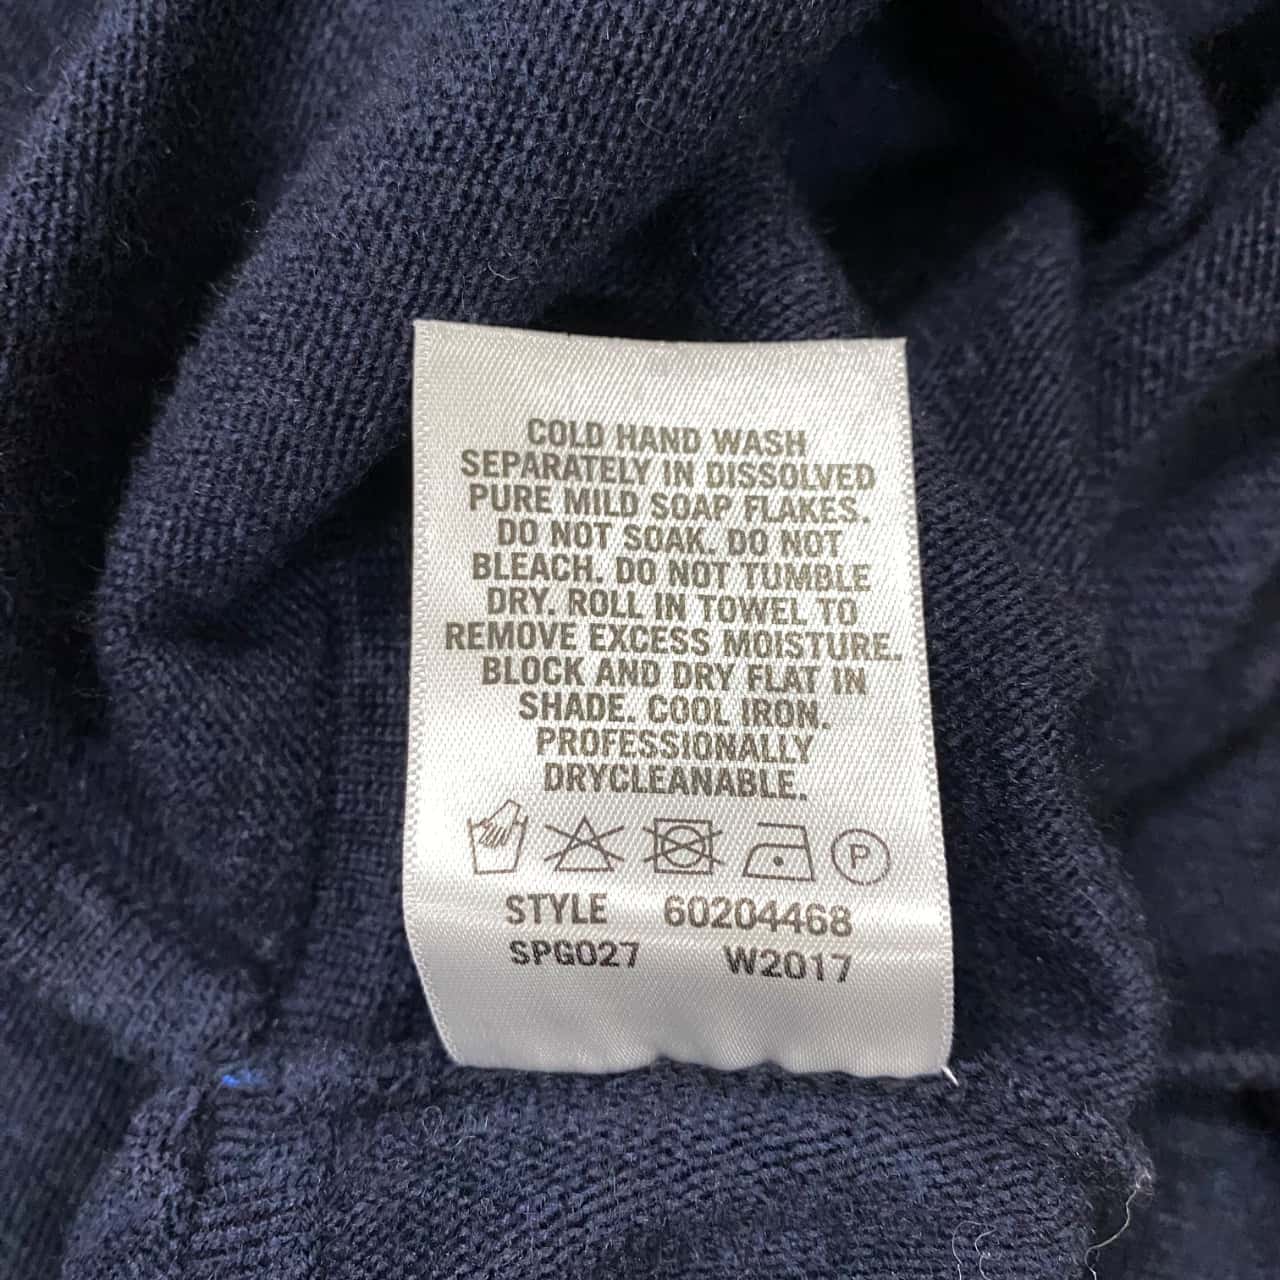 COLD HAND WASH
SEPARATELY IN DISSOLVED
PURE MILD SOAP FLAKES.
DO NOT SOAK. DO NOT
BLEACH. DO NOT TUMBLE
DRY. ROLL IN TOWEL TO
REMOVE EXCESS MOISTURE.
BLOCK AND DRY FLAT IN
SHADE. COOL IRON.
PROFESSIONALLY
DRYCLEANABLE.
P
STYLE 60204468
SPG027 W2017